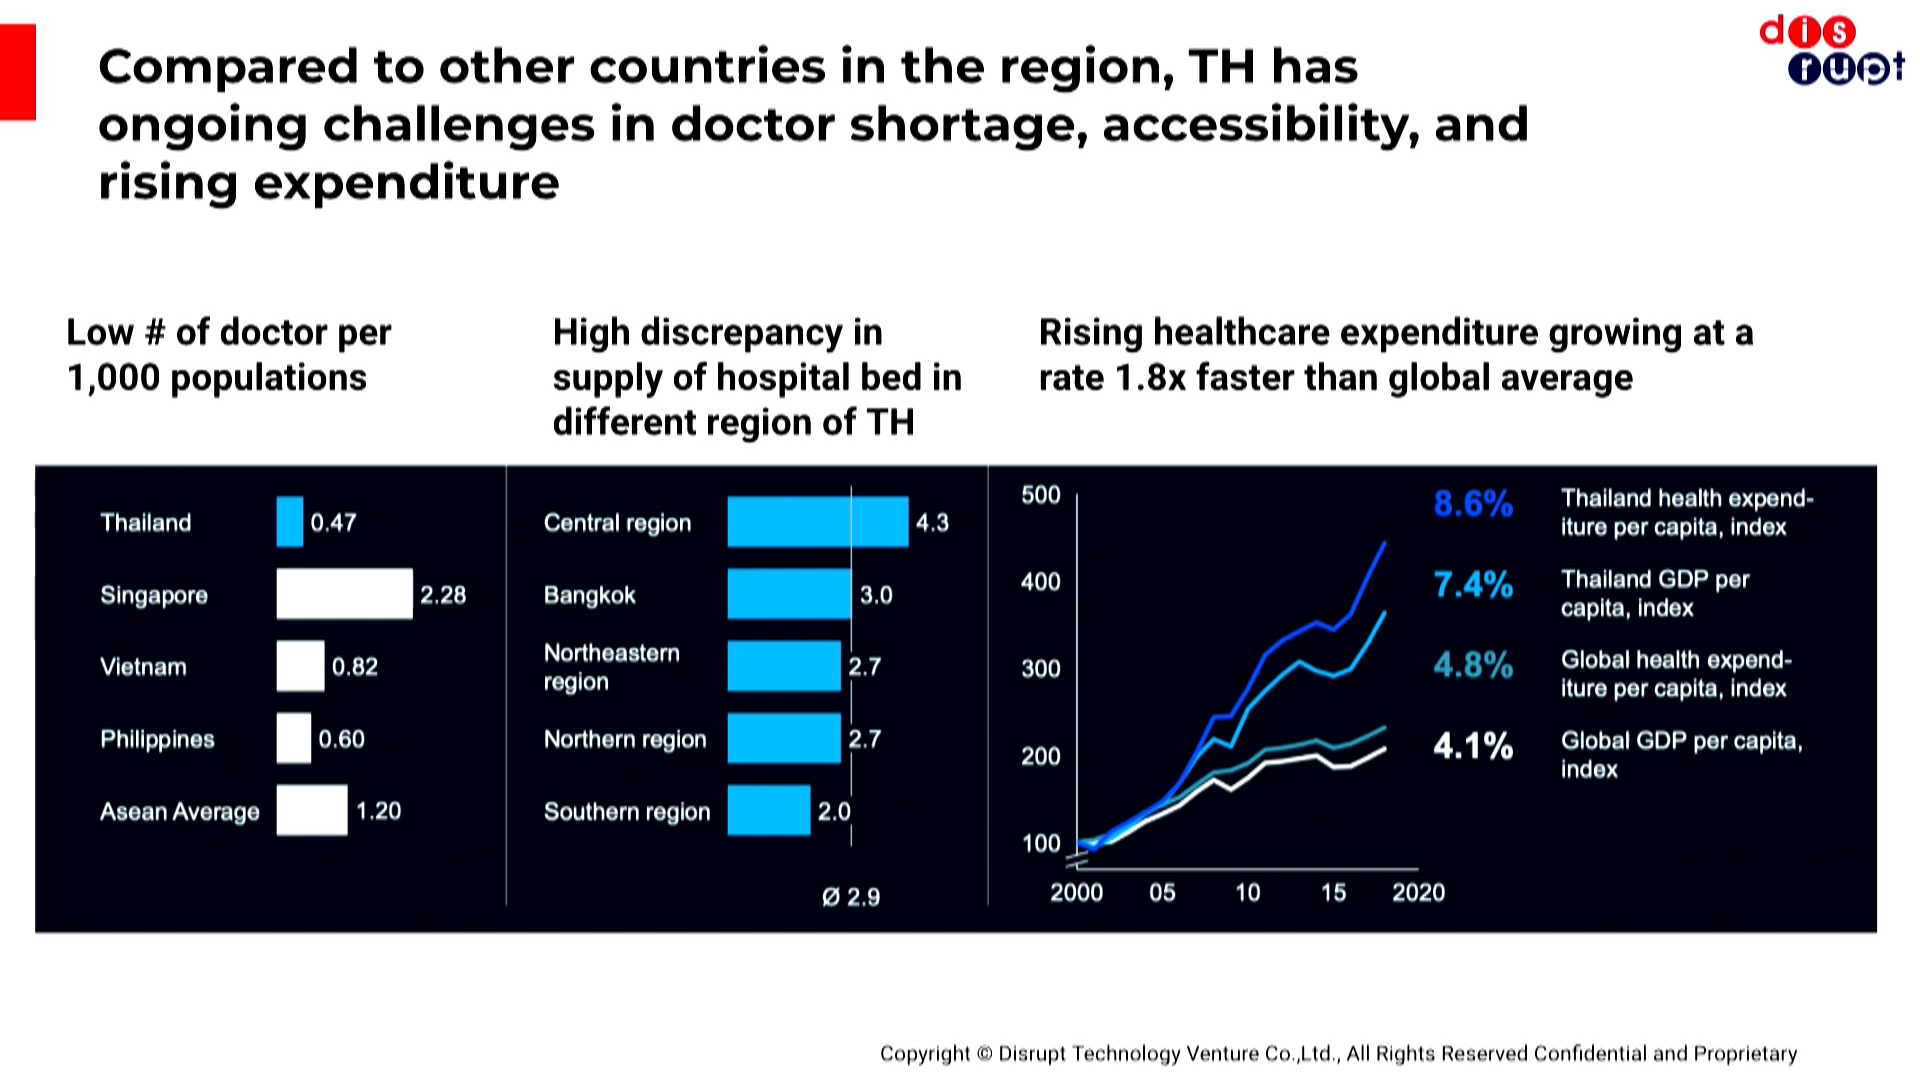 dis
rupt
Compared to other countries in the region, TH has
ongoing challenges in doctor shortage, accessibility, and
rising expenditure
Low # of doctor per
1,000 populations
Thailand 0.47
Singapore 2.28
Vietnam 0.82
Philippines 0.60
Asean Average 1.20
High discrepancy in
supply of hospital bed in
different region of TH
Central region 4.3
Bangkok 3.0
Northeastern
region 2.7
Northern region 2.7
Southern region 2.0
Ø 2.9
Rising healthcare expenditure growing at a
rate 1.8x faster than global average
500
400
300
200
100
2000 05 10 15 2020
8.6% Thailand health expend-
iture per capita, index
7.4% Thailand GDP per
capita, index
4.8% Global health expend-
iture per capita, index
4.1% Global GDP per capita,
index
Copyright © Disrupt Technology Venture Co.,Ltd., All Rights Reserved Confidential and Proprietary